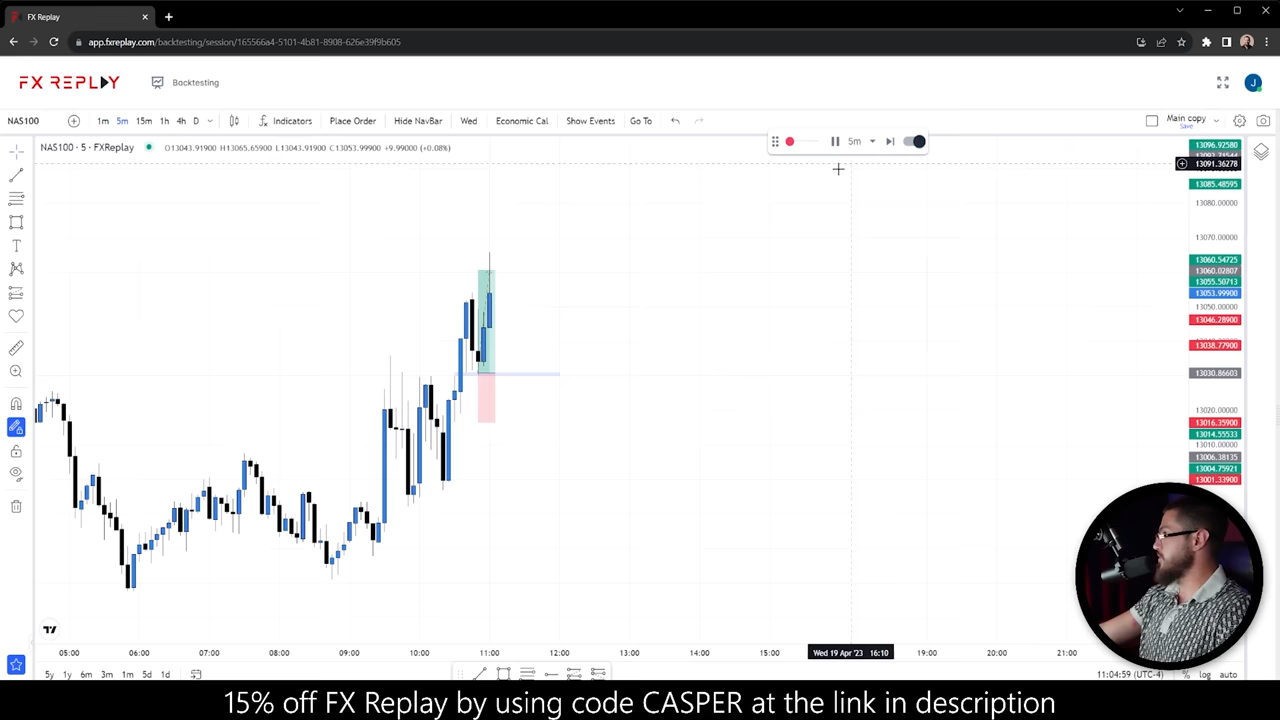 FX Replay
app.fxreplay.com/backtesting/session/165566a4-5101-4b81-8908-626e39f9b605
FX REPLAY Backtesting J
NAS100 1m 5m 15m 1h 4h D Indicators Place Order Hide NavBar Wed Economic Cal Show Events Go To Main copy
Save
NAS100 · 5 · FXReplay O13043.91900 H13065.65900 L13043.91900 C13053.99900 +9.99000 (+0.08%)
5m
13096.92580
13091.36278
13085.48595
13080.00000
13070.00000
13060.54725
13060.02807
13055.50713
13053.99900
13050.00000
13046.28900
13038.77900
13030.86603
13020.00000
13016.35900
13014.55533
13010.00000
13006.38135
13004.75921
13001.33900
05:00 06:00 07:00 08:00 09:00 10:00 11:00 12:00 13:00 14:00 15:00 Wed 19 Apr '23 16:10 19:00 20:00 21:00
5y 1y 6m 3m 1m 5d 1d 11:04:59 (UTC-4) % log auto
15% off FX Replay by using code CASPER at the link in description